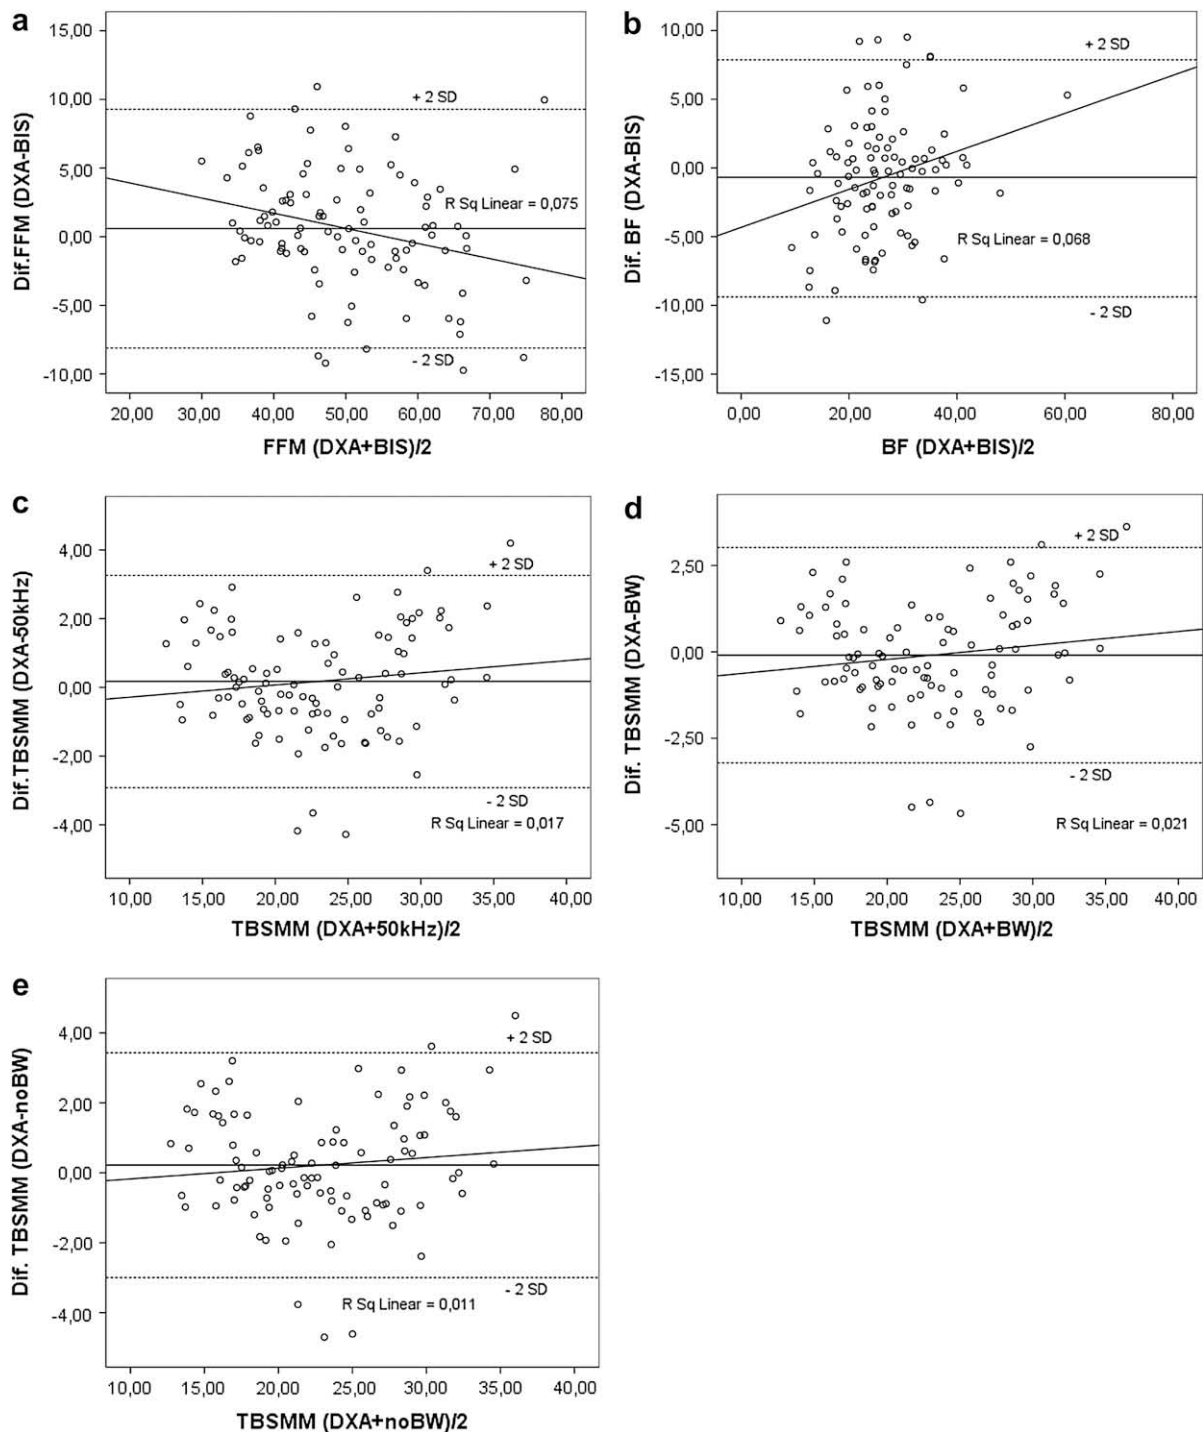 a
15,00
10,00
5,00
0,00
-5,00
-10,00
Dif.FFM (DXA-BIS)
+ 2 SD
R Sq Linear = 0,075
- 2 SD
20,00 30,00 40,00 50,00 60,00 70,00 80,00
FFM (DXA+BIS)/2
b
10,00
5,00
0,00
-5,00
-10,00
-15,00
Dif. BF (DXA-BIS)
+ 2 SD
R Sq Linear = 0,068
- 2 SD
0,00 20,00 40,00 60,00 80,00
BF (DXA+BIS)/2
c
4,00
2,00
0,00
-2,00
-4,00
Dif.TBSMM (DXA-50kHz)
+ 2 SD
- 2 SD
R Sq Linear = 0,017
10,00 15,00 20,00 25,00 30,00 35,00 40,00
TBSMM (DXA+50kHz)/2
d
2,50
0,00
-2,50
-5,00
Dif. TBSMM (DXA-BW)
+ 2 SD
- 2 SD
R Sq Linear = 0,021
10,00 15,00 20,00 25,00 30,00 35,00 40,00
TBSMM (DXA+BW)/2
e
4,00
2,00
0,00
-2,00
-4,00
Dif. TBSMM (DXA-noBW)
+ 2 SD
- 2 SD
R Sq Linear = 0,011
10,00 15,00 20,00 25,00 30,00 35,00 40,00
TBSMM (DXA+noBW)/2